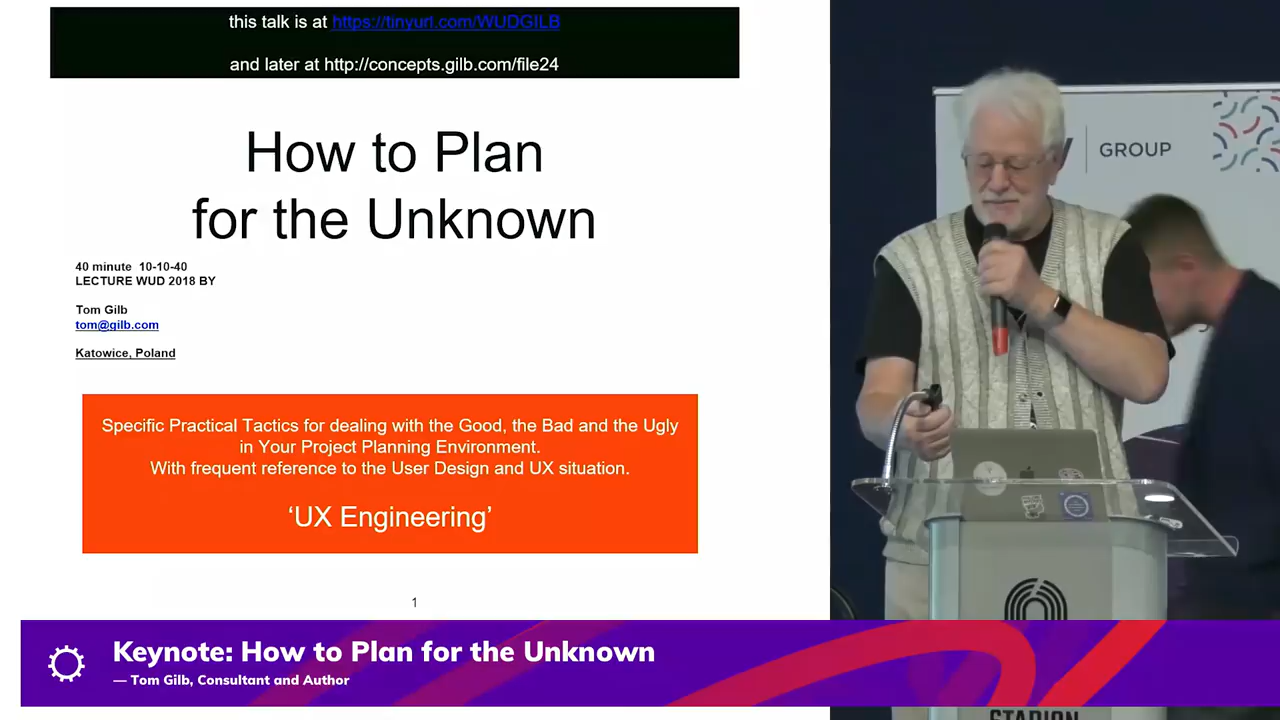 this talk is at https://tinyurl.com/WUDGILB
and later at http://concepts.gilb.com/file24
How to Plan
for the Unknown
40 minute 10-10-40
LECTURE WUD 2018 BY
Tom Gilb
tom@gilb.com
Katowice, Poland
Specific Practical Tactics for dealing with the Good, the Bad and the Ugly
in Your Project Planning Environment.
With frequent reference to the User Design and UX situation.
‘UX Engineering’
1
GROUP
STADION
Keynote: How to Plan for the Unknown
— Tom Gilb, Consultant and Author